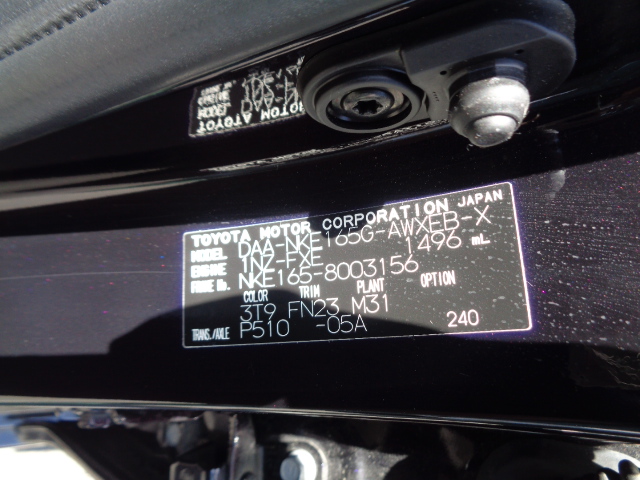 TOYOTA MOTOR CORPORATION JAPAN
MODEL DAA-NKE165G-AWXEB-X
ENGINE 1NZ-FXE 1496 mL
FRAME No. NKE165-8003156
COLOR TRIM PLANT OPTION
3T9 FN23 M31
TRANS./AXLE P510 -05A 240